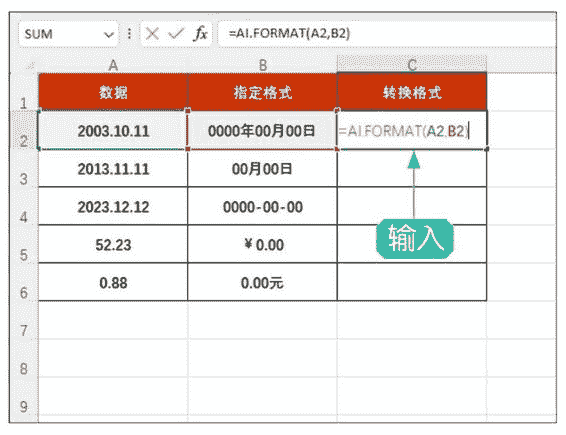 SUM
fx
=AI.FORMAT(A2,B2)
A B C
1 数据 指定格式 转换格式
2 2003.10.11 0000年00月00日 =AI.FORMAT(A2,B2)
3 2013.11.11 00月00日
4 2023.12.12 0000-00-00
输入
5 52.23 ¥0.00
6 0.88 0.00元
7
8
9